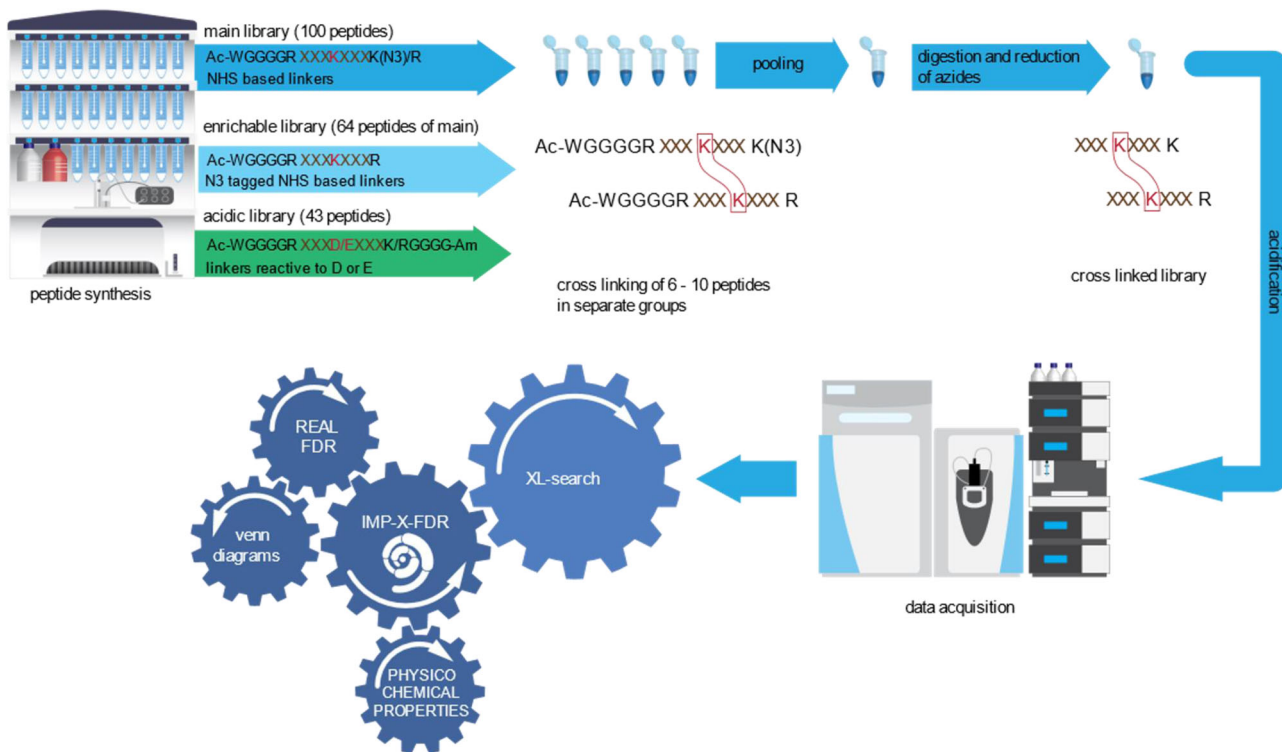 main library (100 peptides)
Ac-WGGGGR XXXKXXXK(N3)/R
NHS based linkers
enrichable library (64 peptides of main)
Ac-WGGGGR XXXKXXXR
N3 tagged NHS based linkers
acidic library (43 peptides)
Ac-WGGGGR XXXD/EXXXK/RGGGG-Am
linkers reactive to D or E
peptide synthesis
pooling
digestion and reduction
of azides
Ac-WGGGGR XXX K XXX K(N3)
Ac-WGGGGR XXX K XXX R
cross linking of 6 - 10 peptides
in separate groups
XXX K XXX K
XXX K XXX R
cross linked library
acidification
REAL
FDR
venn
diagrams
IMP-X-FDR
PHYSICO
CHEMICAL
PROPERTIES
XL-search
data acquisition